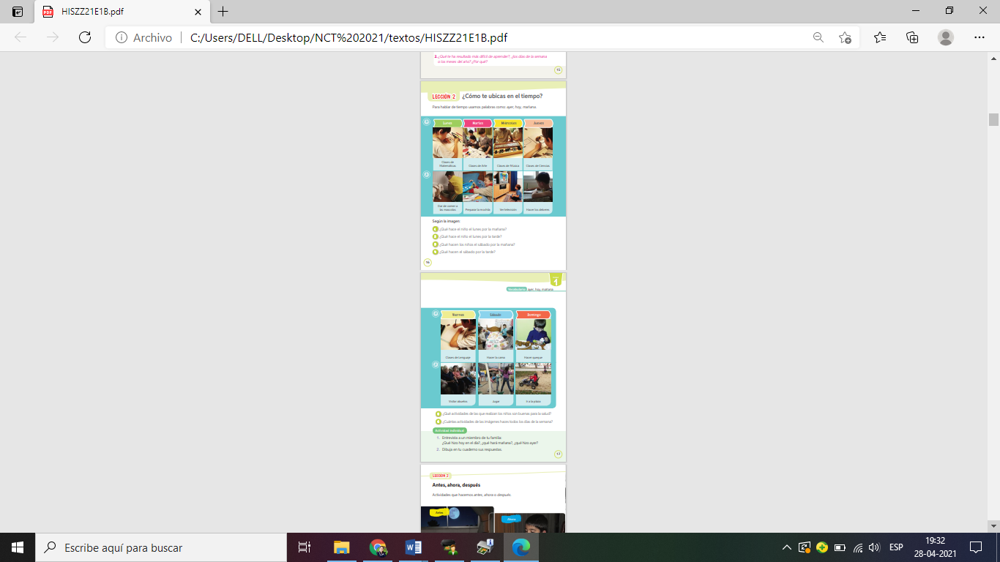 HISZZ21E1B.pdf
Archivo
C:/Users/DELL/Desktop/NCT%202021/textos/HISZZ21E1B.pdf
2. ¿Qué te ha resultado más difícil de aprender?, ¿los días de la semana
o los meses del año? ¿Por qué?
15
LECCIÓN 2 ¿Cómo te ubicas en el tiempo?
Para hablar de tiempo usamos palabras como: ayer, hoy, mañana.
Lunes Martes Miércoles Jueves
Clases de
Matemáticas Clases de Arte Clases de Música Clases de Ciencias
Dar de comer a
las mascotas Preparar la mochila Ver televisión Hacer los deberes
Según la imagen:
1 ¿Qué hace el niño el lunes por la mañana?
2 ¿Qué hace el niño el lunes por la tarde?
3 ¿Qué hacen los niños el sábado por la mañana?
4 ¿Qué hacen el sábado por la tarde?
16
1
Vocabulario ayer, hoy, mañana
Viernes Sábado Domingo
Clases de Lenguaje Hacer la cama Hacer queque
Visitar abuelos Jugar Ir a la plaza
5 ¿Qué actividades de las que realizan los niños son buenas para la salud?
6 ¿Cuántas actividades de las imágenes haces todos los días de la semana?
Actividad individual
1. Entrevista a un miembro de tu familia:
¿Qué hizo hoy en el día?, ¿qué hará mañana?, ¿qué hizo ayer?
2. Dibuja en tu cuaderno sus respuestas.
17
LECCIÓN 2
Antes, ahora, después
Actividades que hacemos antes, ahora o después
Antes
Ahora
Escribe aquí para buscar
ESP
19:32
28-04-2021